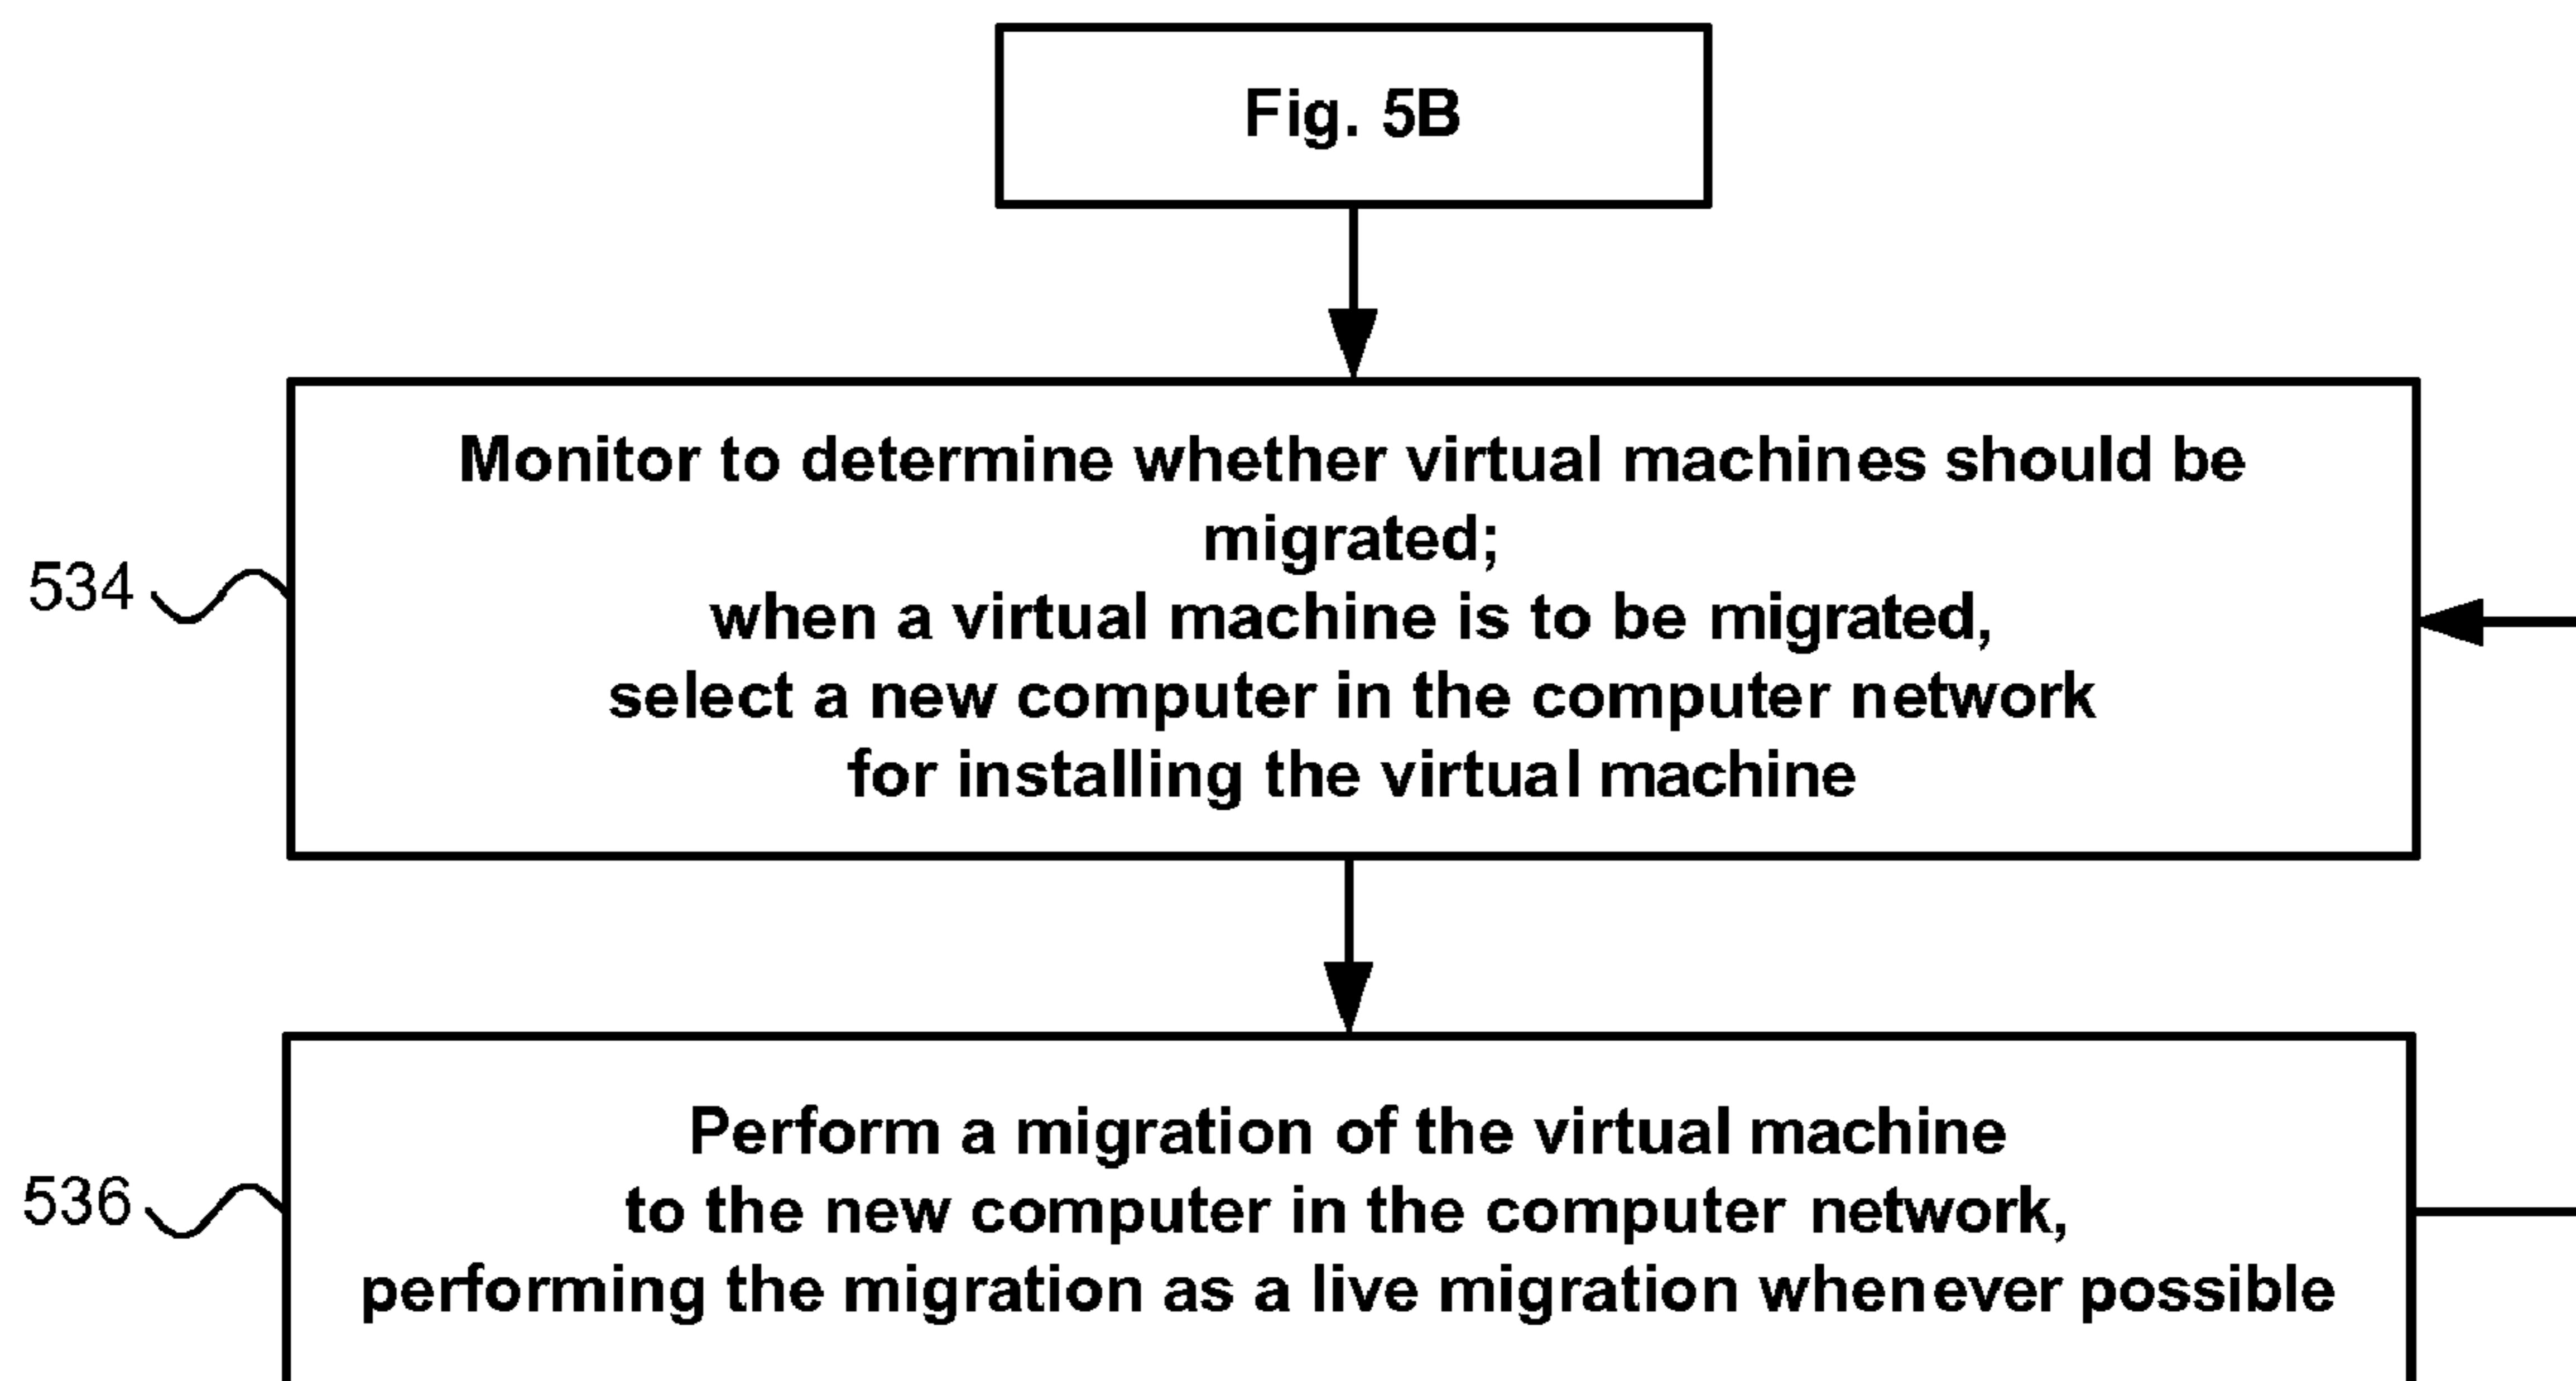 Fig. 5B
Monitor to determine whether virtual machines should be
migrated;
when a virtual machine is to be migrated,
select a new computer in the computer network
for installing the virtual machine
534
Perform a migration of the virtual machine
to the new computer in the computer network,
performing the migration as a live migration whenever possible
536